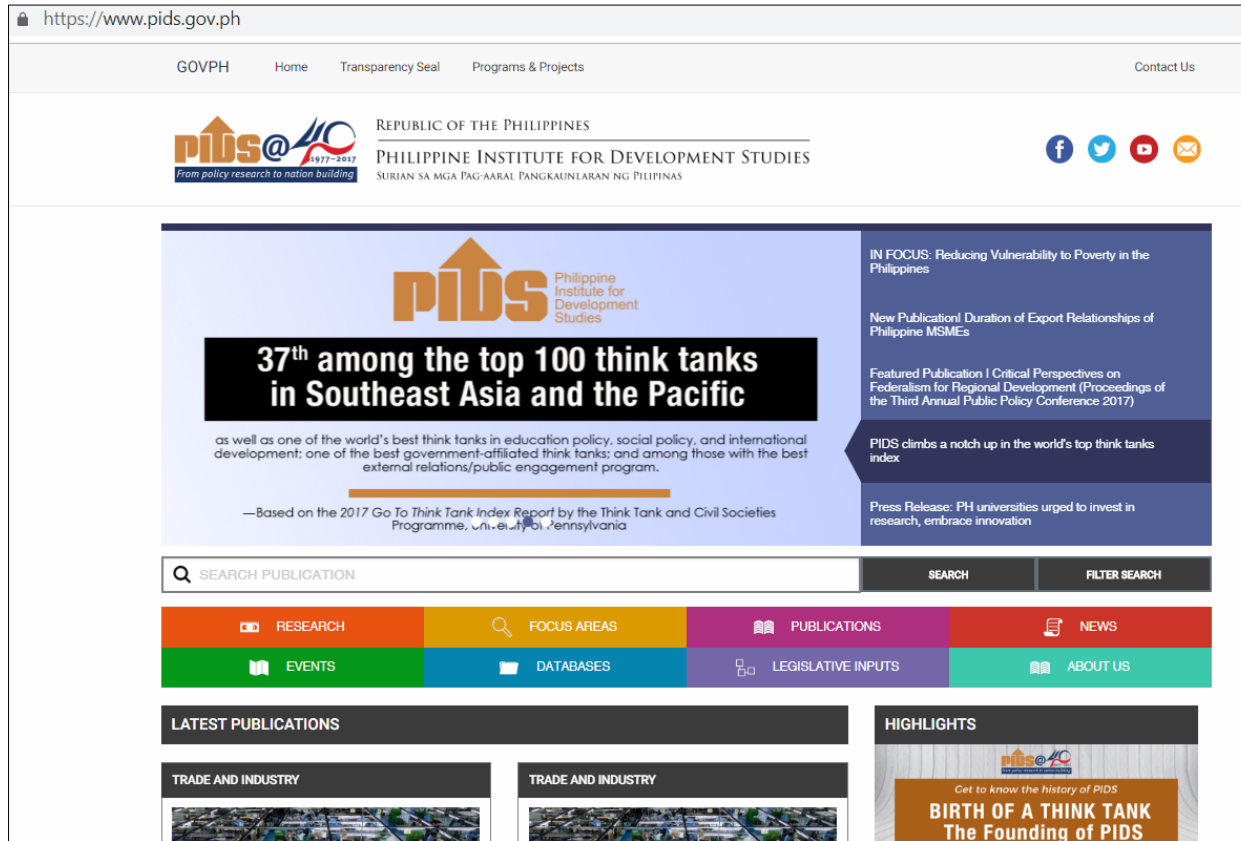 https://www.pids.gov.ph
GOVPH Home Transparency Seal Programs & Projects Contact Us
pids@40
1977-2017
From policy research to nation building
REPUBLIC OF THE PHILIPPINES
PHILIPPINE INSTITUTE FOR DEVELOPMENT STUDIES
SURIAN SA MGA PAG-AARAL PANGKAUNLARAN NG PILIPINAS
pids
Philippine
Institute for
Development
Studies
37th among the top 100 think tanks
in Southeast Asia and the Pacific
as well as one of the world's best think tanks in education policy, social policy, and international
development; one of the best government-affiliated think tanks; and among those with the best
external relations/public engagement program.
—Based on the 2017 Go To Think Tank Index Report by the Think Tank and Civil Societies
Programme, University of Pennsylvania
IN FOCUS: Reducing Vulnerability to Poverty in the
Philippines
New Publication| Duration of Export Relationships of
Philippine MSMEs
Featured Publication | Critical Perspectives on
Federalism for Regional Development (Proceedings of
the Third Annual Public Policy Conference 2017)
PIDS climbs a notch up in the world's top think tanks
index
Press Release: PH universities urged to invest in
research, embrace innovation
SEARCH PUBLICATION SEARCH FILTER SEARCH
RESEARCH FOCUS AREAS PUBLICATIONS NEWS
EVENTS DATABASES LEGISLATIVE INPUTS ABOUT US
LATEST PUBLICATIONS
HIGHLIGHTS
TRADE AND INDUSTRY
TRADE AND INDUSTRY
pids@40
Get to know the history of PIDS
BIRTH OF A THINK TANK
The Founding of PIDS